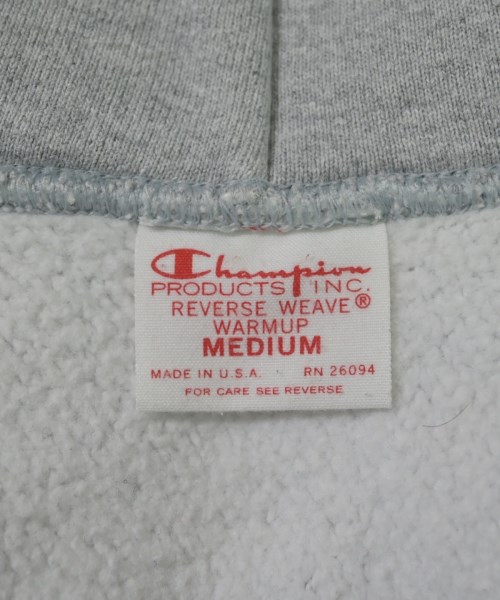 Champion
PRODUCTS INC.
REVERSE WEAVE®
WARMUP
MEDIUM
MADE IN U.S.A. RN 26094
FOR CARE SEE REVERSE